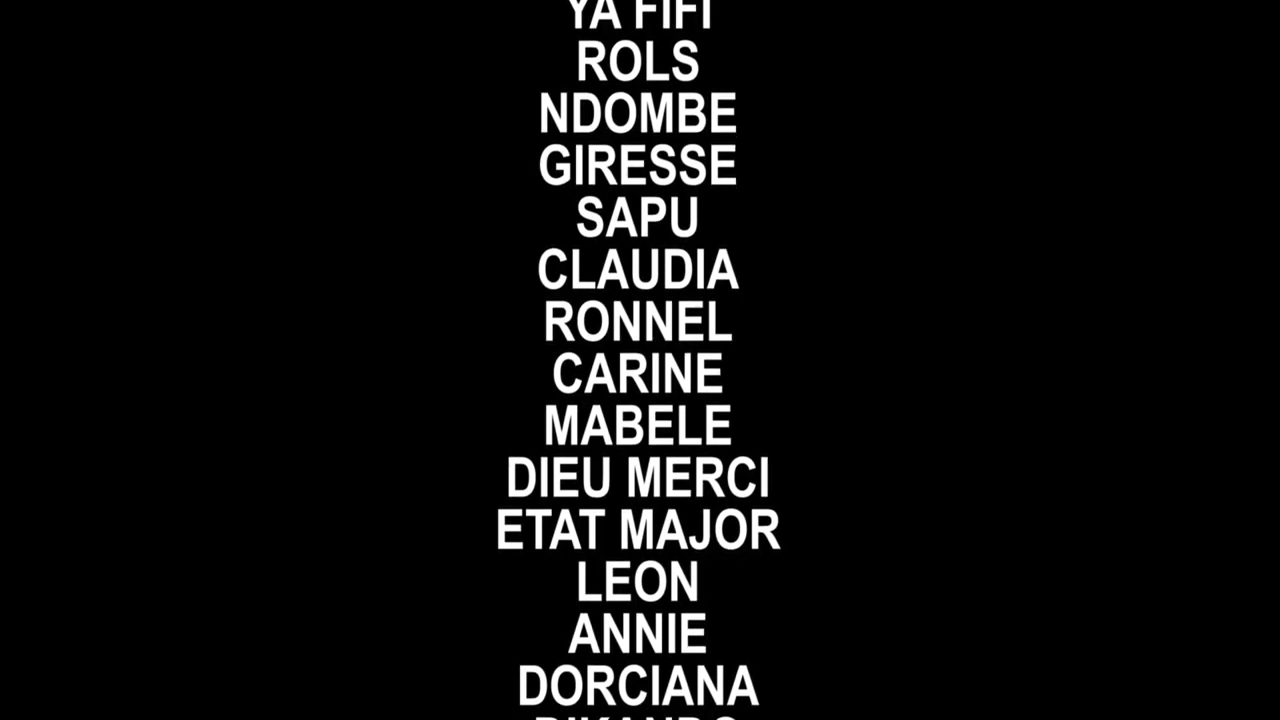 YA FIFI
ROLS
NDOMBE
GIRESSE
SAPU
CLAUDIA
RONNEL
CARINE
MABELE
DIEU MERCI
ETAT MAJOR
LEON
ANNIE
DORCIANA